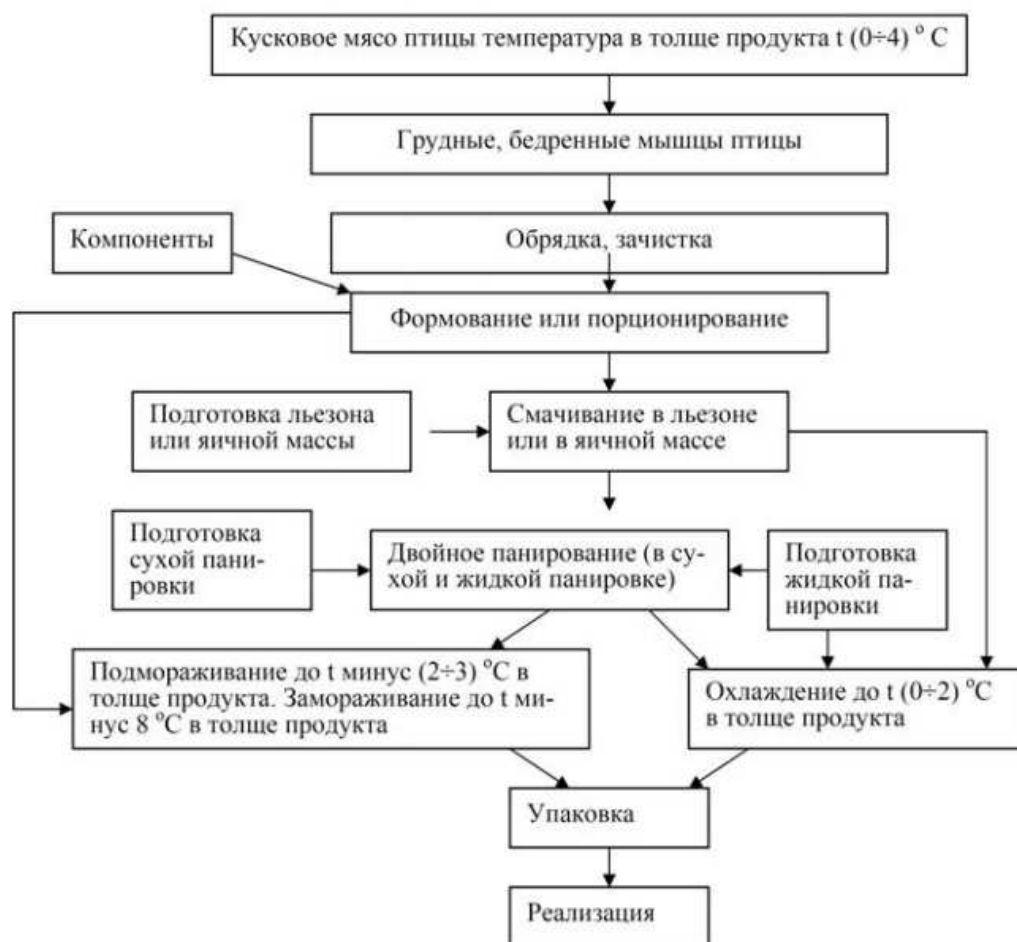 Кусковое мясо птицы температура в толще продукта t (0÷4) ° С
Грудные, бедренные мышцы птицы
Компоненты
Обрядка, зачистка
Формование или порционирование
Подготовка льезона
или яичной массы
Смачивание в льезоне
или в яичной массе
Подготовка
сухой пани-
ровки
Двойное панирование (в су-
хой и жидкой панировке)
Подготовка
жидкой па-
нировки
Подмораживание до t минус (2÷3) °С в
толще продукта. Замораживание до t ми-
нус 8 °С в толще продукта
Охлаждение до t (0÷2) °С
в толще продукта
Упаковка
Реализация